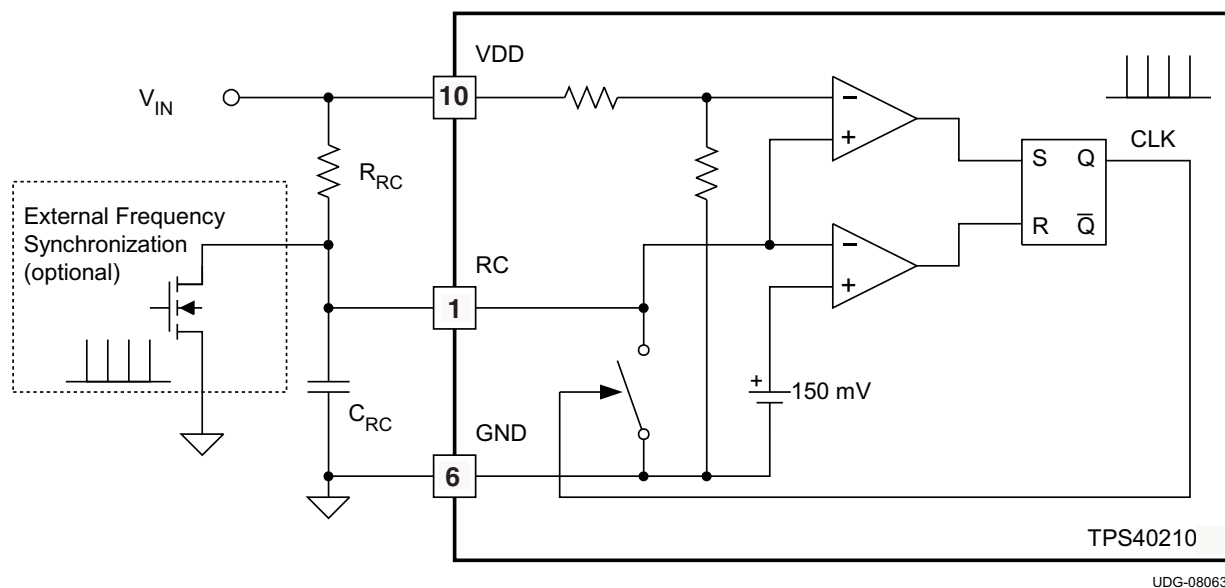 VDD
V_IN
10
−
+
CLK
S Q
R Q̅
R_RC
External Frequency
Synchronization
(optional)
RC
1
−
+
+
150 mV
C_RC
GND
6
TPS40210
UDG-08063